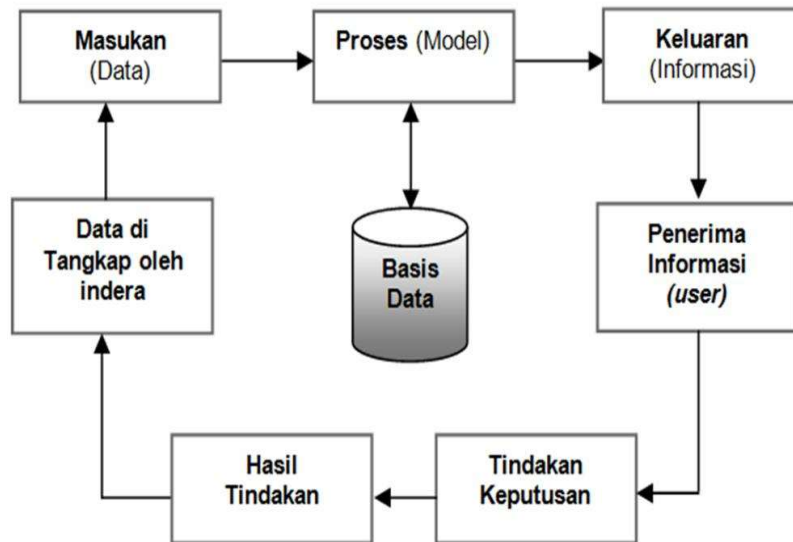 Masukan
(Data)
Proses (Model)
Keluaran
(Informasi)
Data di
Tangkap oleh
indera
Basis
Data
Penerima
Informasi
(user)
Hasil
Tindakan
Tindakan
Keputusan